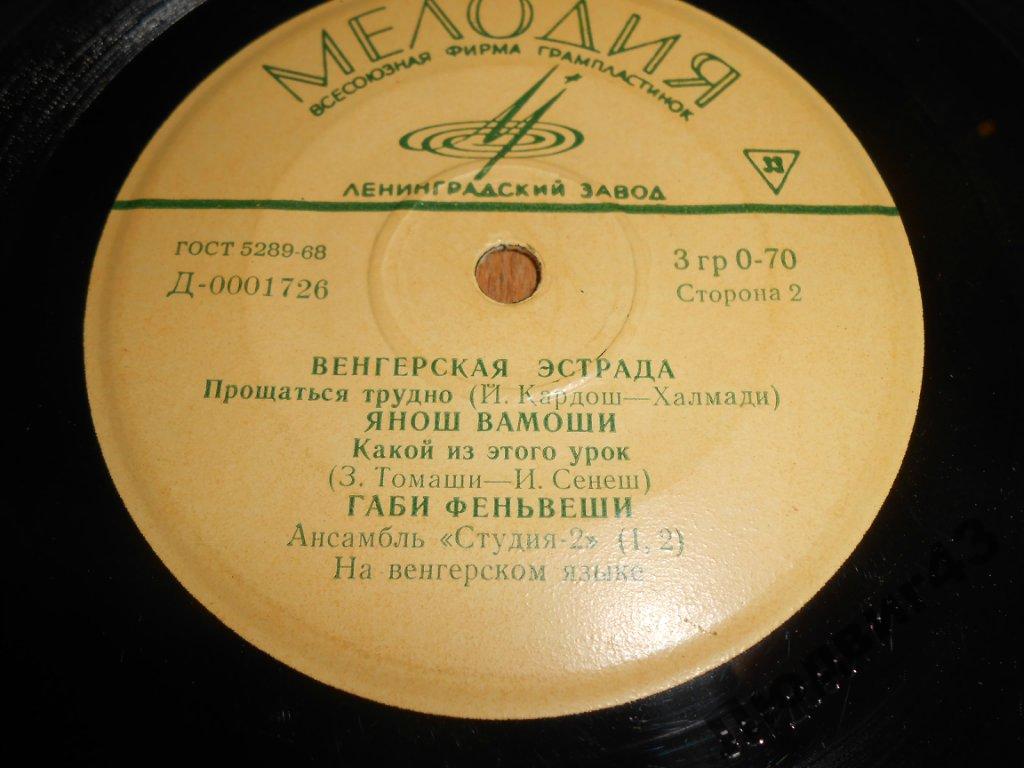 МЕЛОДИЯ
ВСЕСОЮЗНАЯ ФИРМА ГРАМПЛАСТИНОК
ЛЕНИНГРАДСКИЙ ЗАВОД
33
ГОСТ 5289-68
Д-0001726
3 гр 0-70
Сторона 2
ВЕНГЕРСКАЯ ЭСТРАДА
Прощаться трудно (Й. Кардош—Халмади)
ЯНОШ ВАМОШИ
Какой из этого урок
(З. Томаши—И. Сенеш)
ГАБИ ФЕНЬВЕШИ
Ансамбль «Студия-2» (1, 2)
На венгерском языке
Людвиг43